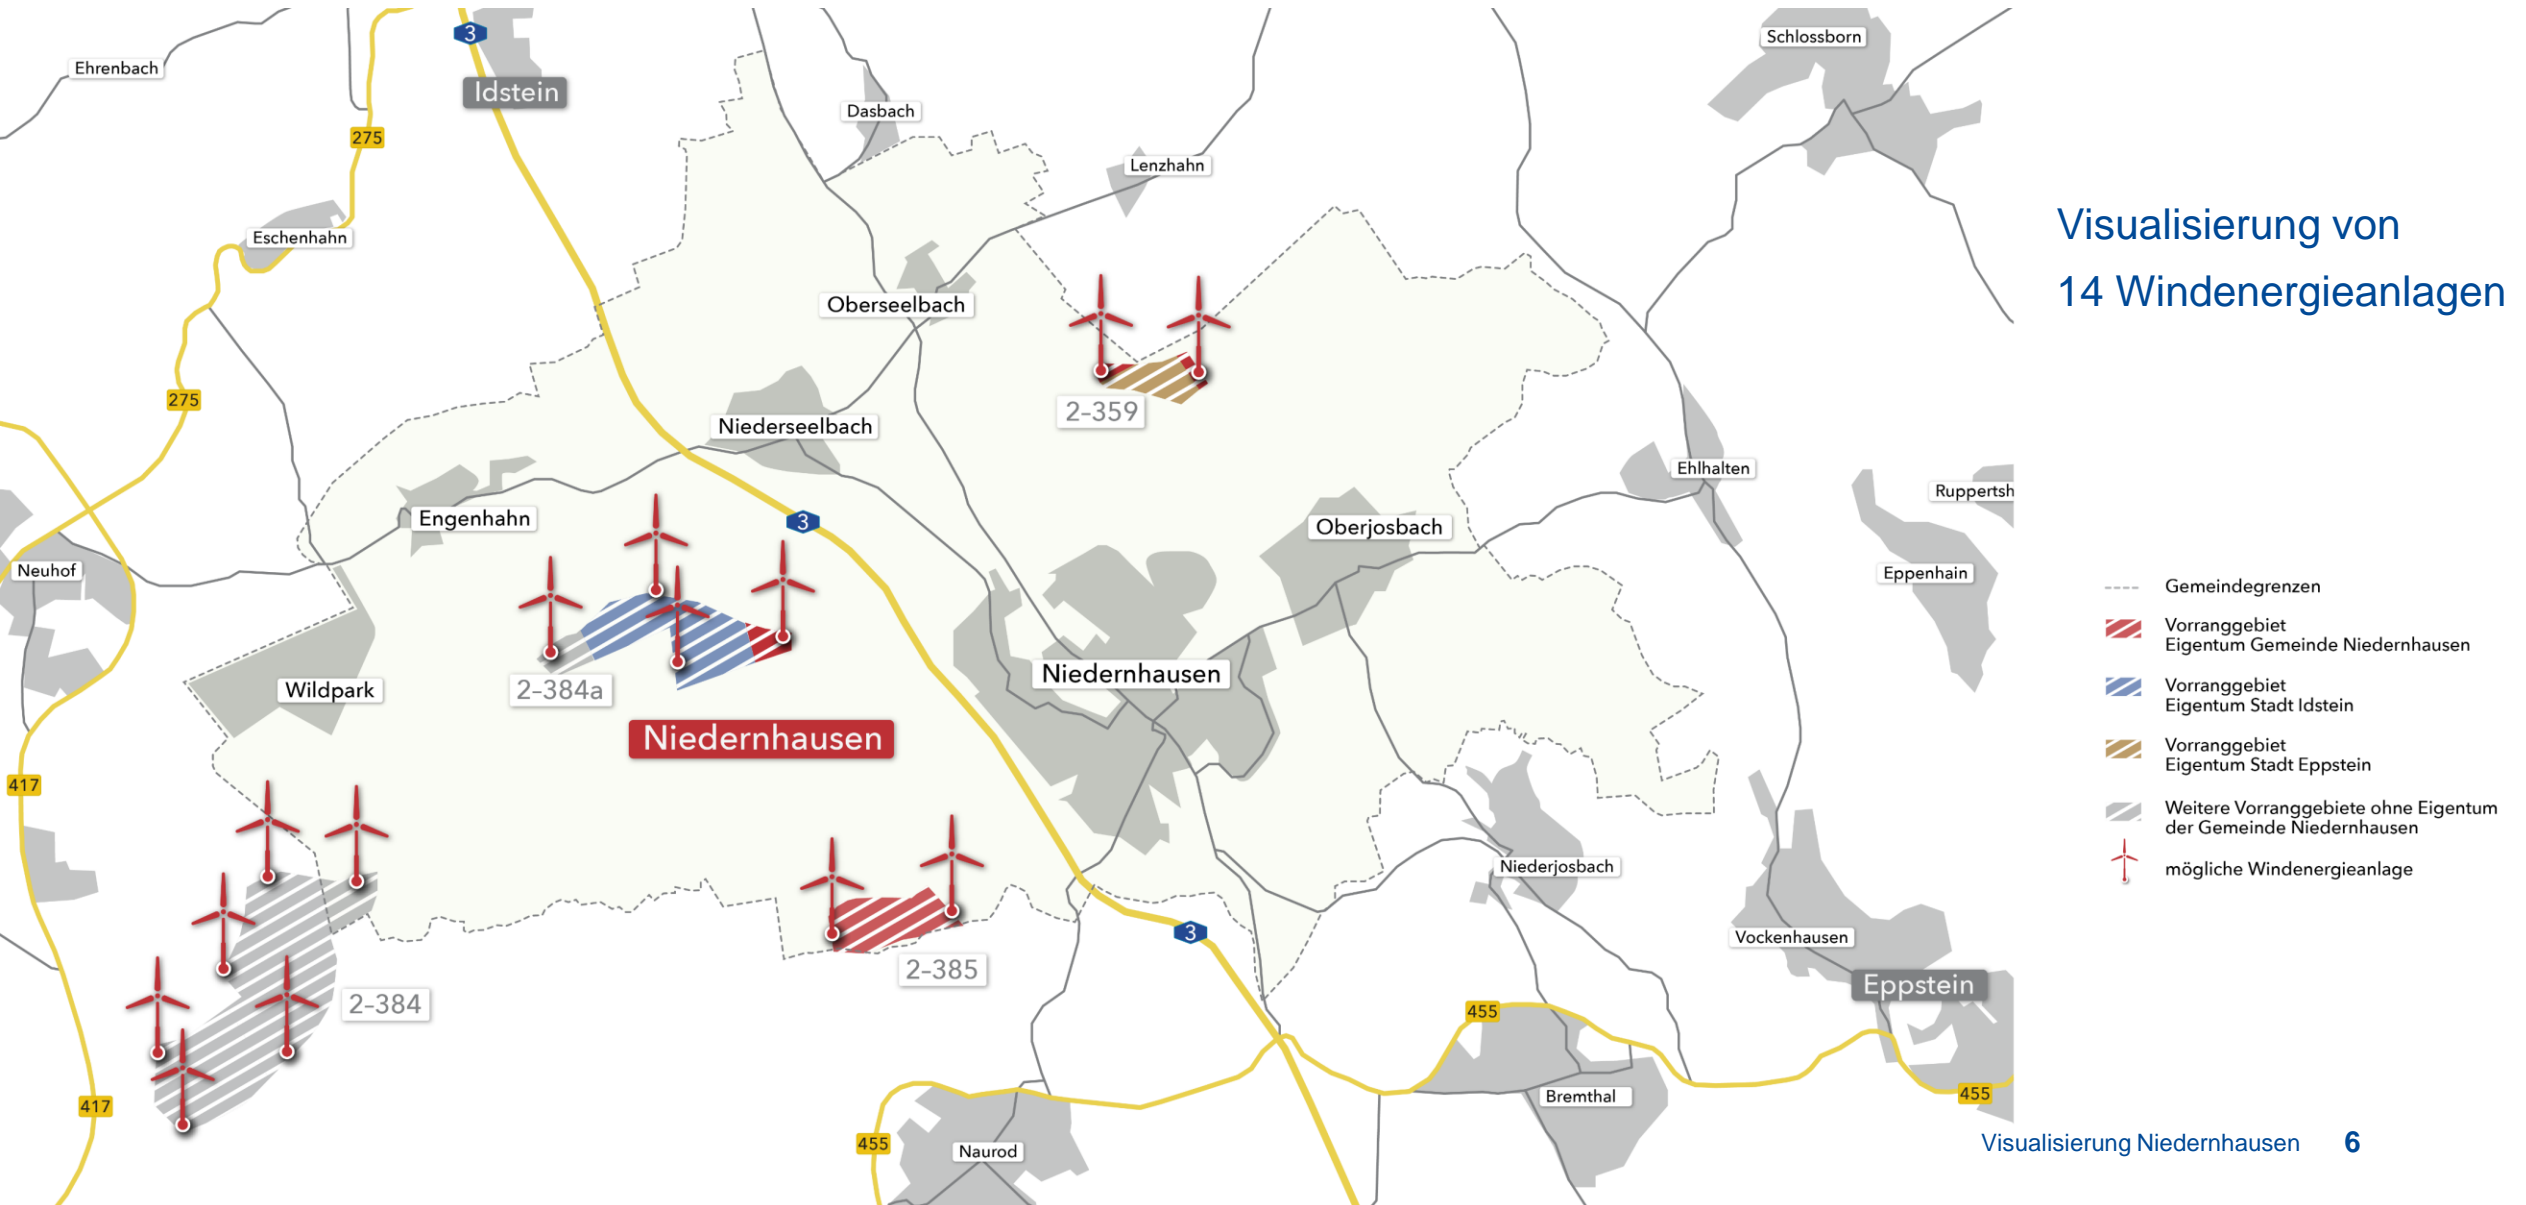 3
Schlossborn
Ehrenbach
Idstein
Dasbach
275
Lenzhahn
Visualisierung von
14 Windenergieanlagen
Eschenhahn
Oberseelbach
275
2-359
Niederseelbach
Ehlhalten
Ruppertsh
Engenhahn
3
Oberjosbach
Neuhof
Eppenhain
Wildpark
2-384a
Niedernhausen
Niedernhausen
417
Niederjosbach
Vockenhausen
3
2-385
Eppstein
2-384
455
417
Bremthal
455
455
Naurod
Gemeindegrenzen
Vorranggebiet
Eigentum Gemeinde Niedernhausen
Vorranggebiet
Eigentum Stadt Idstein
Vorranggebiet
Eigentum Stadt Eppstein
Weitere Vorranggebiete ohne Eigentum
der Gemeinde Niedernhausen
mögliche Windenergieanlage
Visualisierung Niedernhausen 6